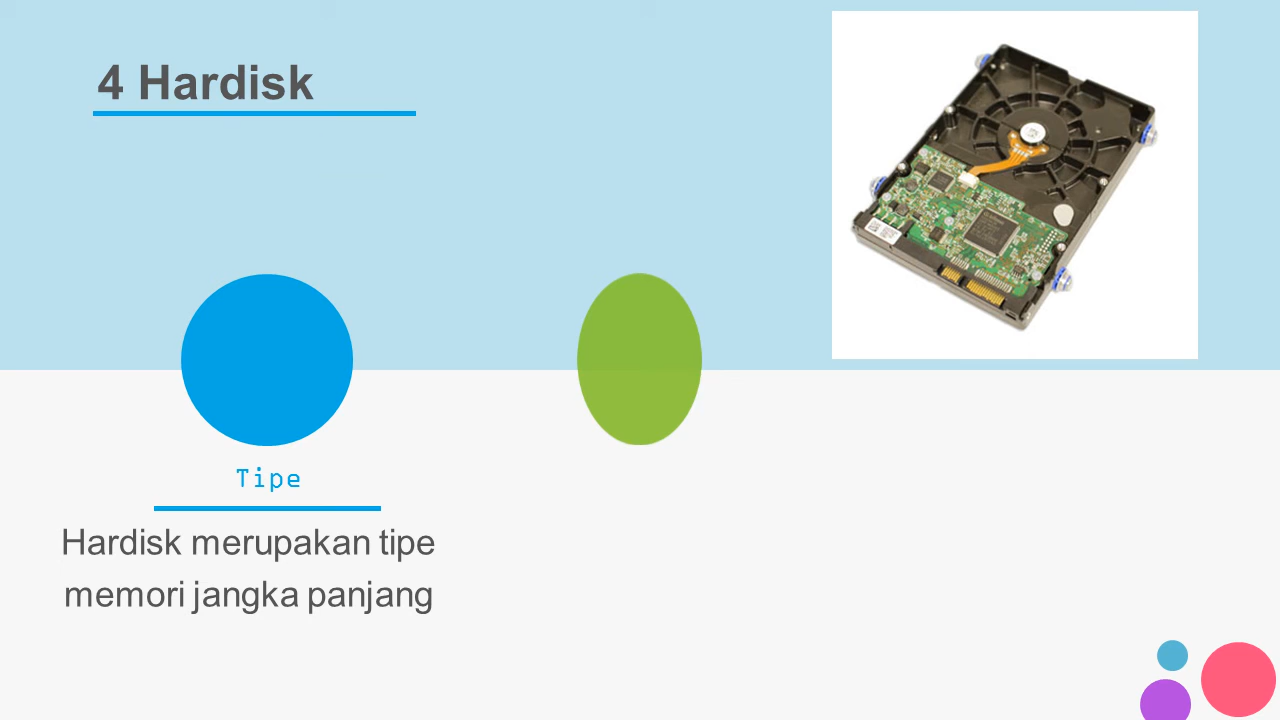 4 Hardisk
Tipe
Hardisk merupakan tipe
memori jangka panjang